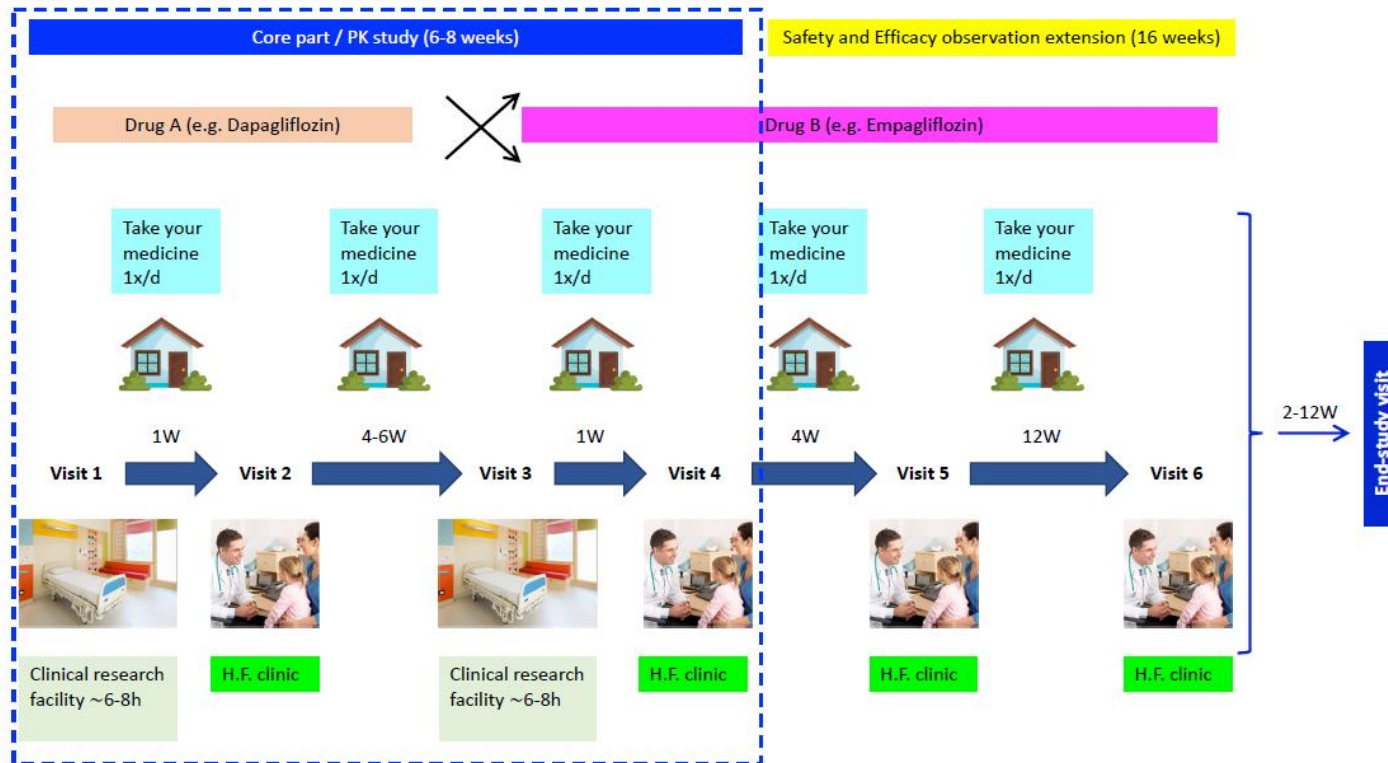 Core part / PK study (6-8 weeks)
Safety and Efficacy observation extension (16 weeks)
Drug A (e.g. Dapagliflozin)
Drug B (e.g. Empagliflozin)
Take your
medicine
1x/d
Take your
medicine
1x/d
Take your
medicine
1x/d
Take your
medicine
1x/d
Take your
medicine
1x/d
1W
4-6W
1W
4W
12W
2-12W
Visit 1
Visit 2
Visit 3
Visit 4
Visit 5
Visit 6
End-study visit
Clinical research
facility ~6-8h
H.F. clinic
Clinical research
facility ~6-8h
H.F. clinic
H.F. clinic
H.F. clinic